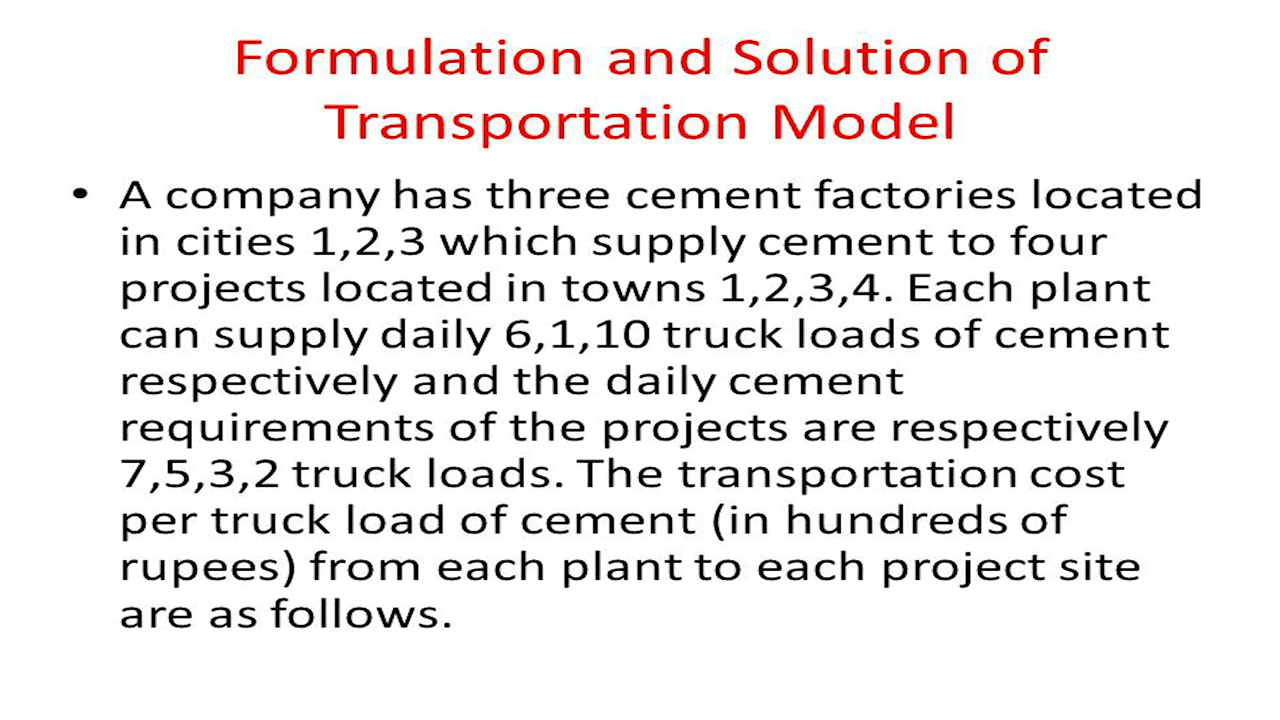 Formulation and Solution of
Transportation Model
• A company has three cement factories located
in cities 1,2,3 which supply cement to four
projects located in towns 1,2,3,4. Each plant
can supply daily 6,1,10 truck loads of cement
respectively and the daily cement
requirements of the projects are respectively
7,5,3,2 truck loads. The transportation cost
per truck load of cement (in hundreds of
rupees) from each plant to each project site
are as follows.